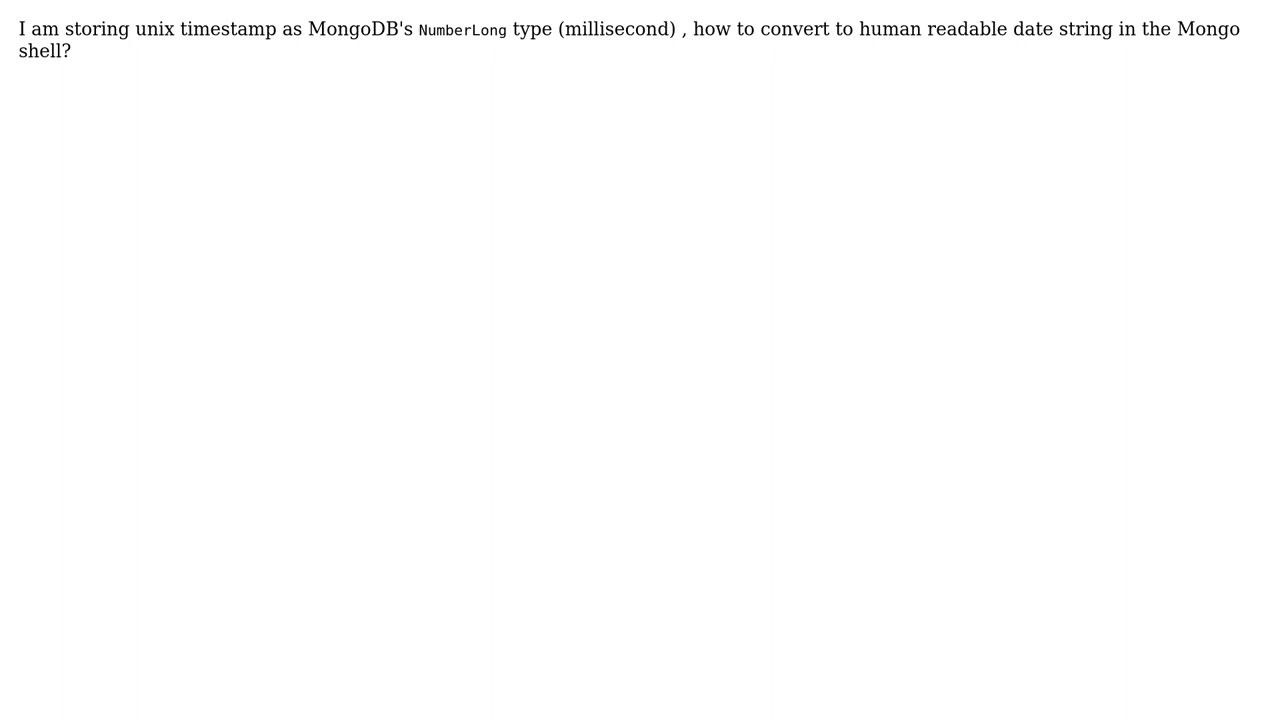 I am storing unix timestamp as MongoDB's NumberLong type (millisecond) , how to convert to human readable date string in the Mongo
shell?